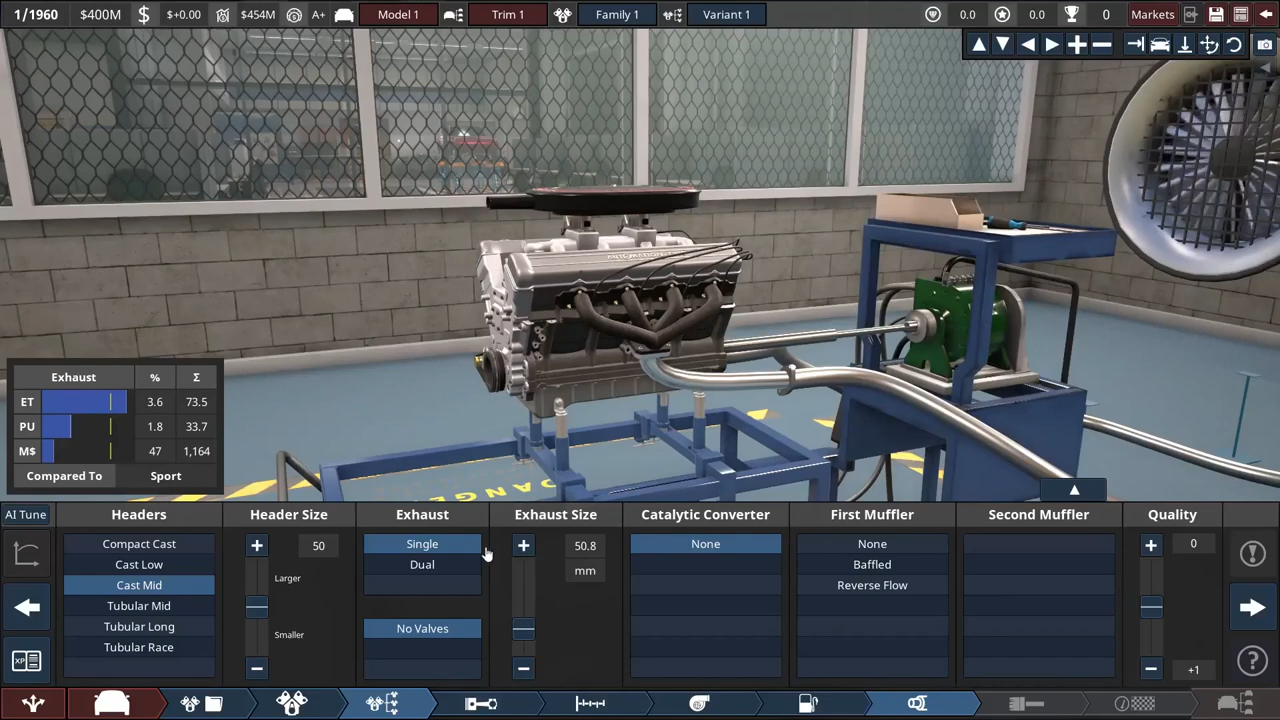 1/1960 $400M $+0.00 $454M A+ Model 1 Trim 1 Family 1 Variant 1 0.0 0.0 0 Markets
Exhaust % Σ
ET 3.6 73.5
PU 1.8 33.7
M$ 47 1,164
Compared To Sport
DANGE
AI Tune Headers Header Size Exhaust Exhaust Size Catalytic Converter First Muffler Second Muffler Quality
Compact Cast 50 Single 50.8 None None 0
Cast Low Dual mm Baffled
Cast Mid Larger Reverse Flow
Tubular Mid
Tubular Long Smaller No Valves
Tubular Race
XP +1